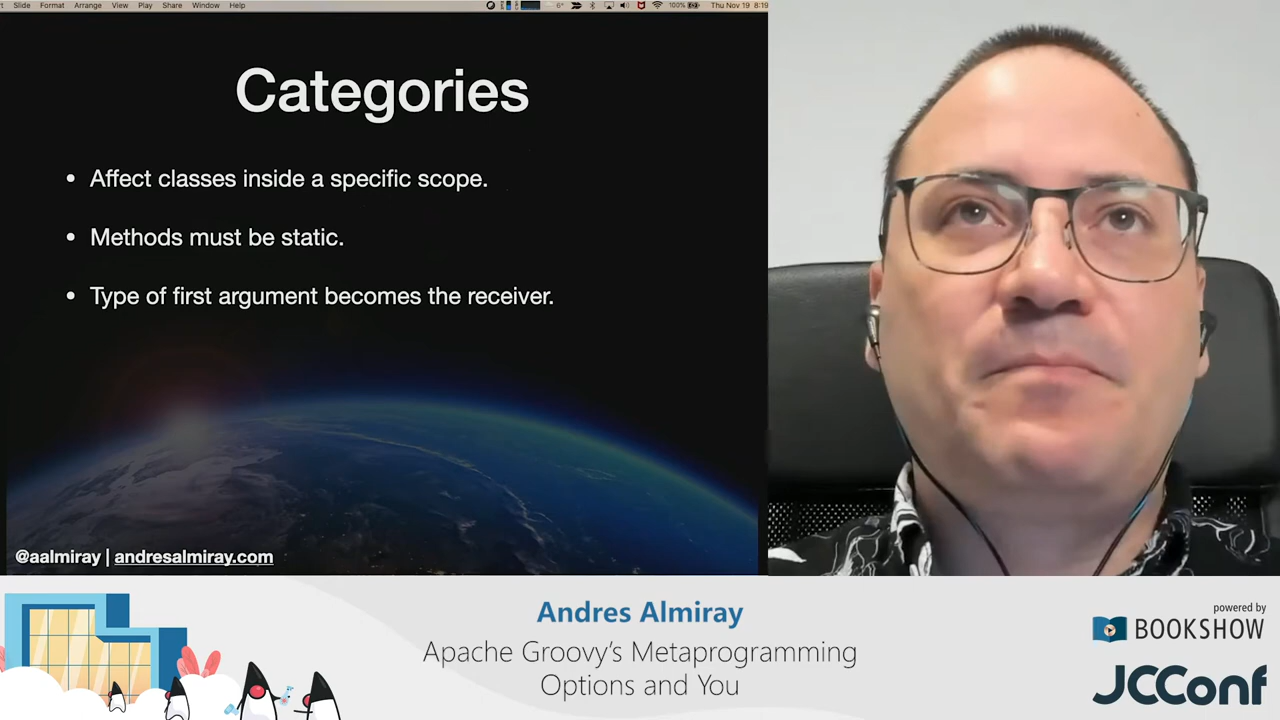 Slide Format Arrange View Play Share Window Help
100%
Thu Nov 19 8:19
Categories
• Affect classes inside a specific scope.
• Methods must be static.
• Type of first argument becomes the receiver.
@aalmiray | andresalmiray.com
Andres Almiray
Apache Groovy's Metaprogramming
Options and You
powered by
BOOKSHOW
JCConf